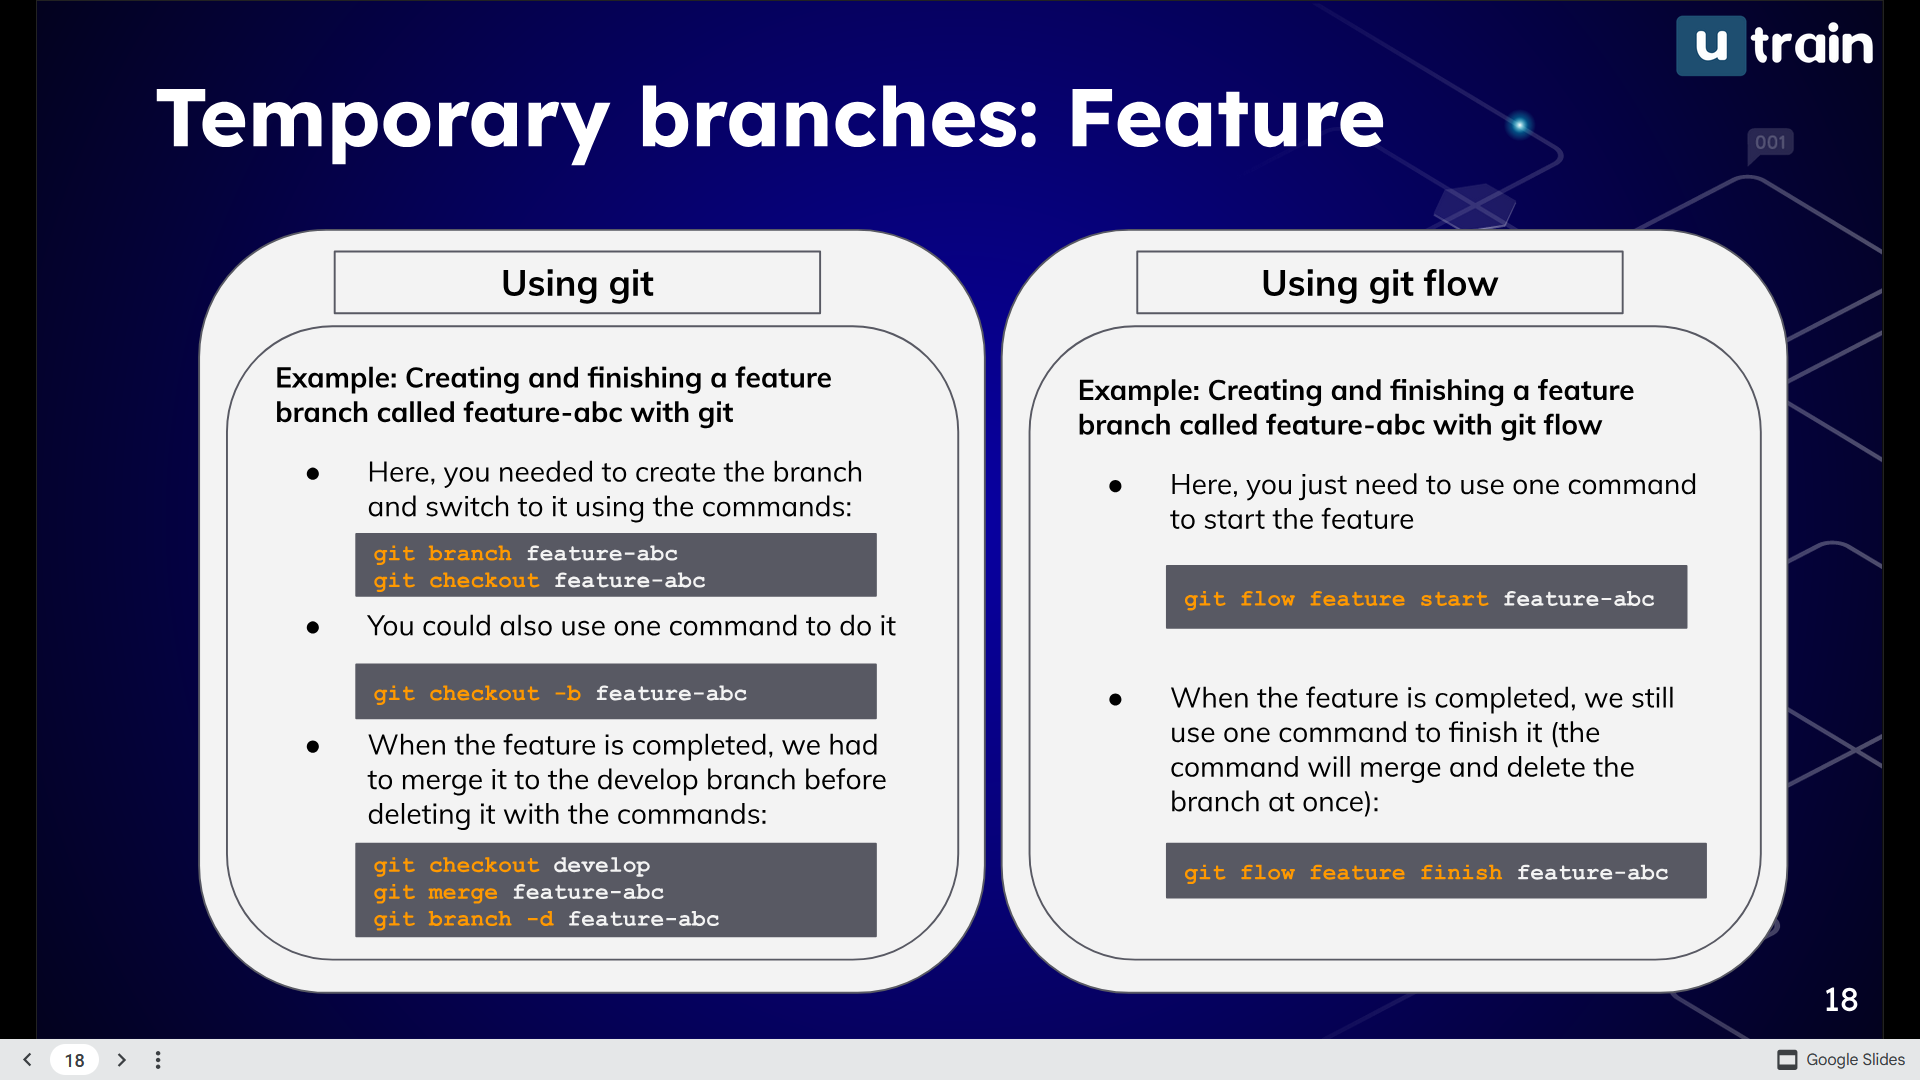 u train
Temporary branches: Feature
001
Using git
Example: Creating and finishing a feature
branch called feature-abc with git
● Here, you needed to create the branch
and switch to it using the commands:
git branch feature-abc
git checkout feature-abc
● You could also use one command to do it
git checkout -b feature-abc
● When the feature is completed, we had
to merge it to the develop branch before
deleting it with the commands:
git checkout develop
git merge feature-abc
git branch -d feature-abc
Using git flow
Example: Creating and finishing a feature
branch called feature-abc with git flow
● Here, you just need to use one command
to start the feature
git flow feature start feature-abc
● When the feature is completed, we still
use one command to finish it (the
command will merge and delete the
branch at once):
git flow feature finish feature-abc
18
18
Google Slides